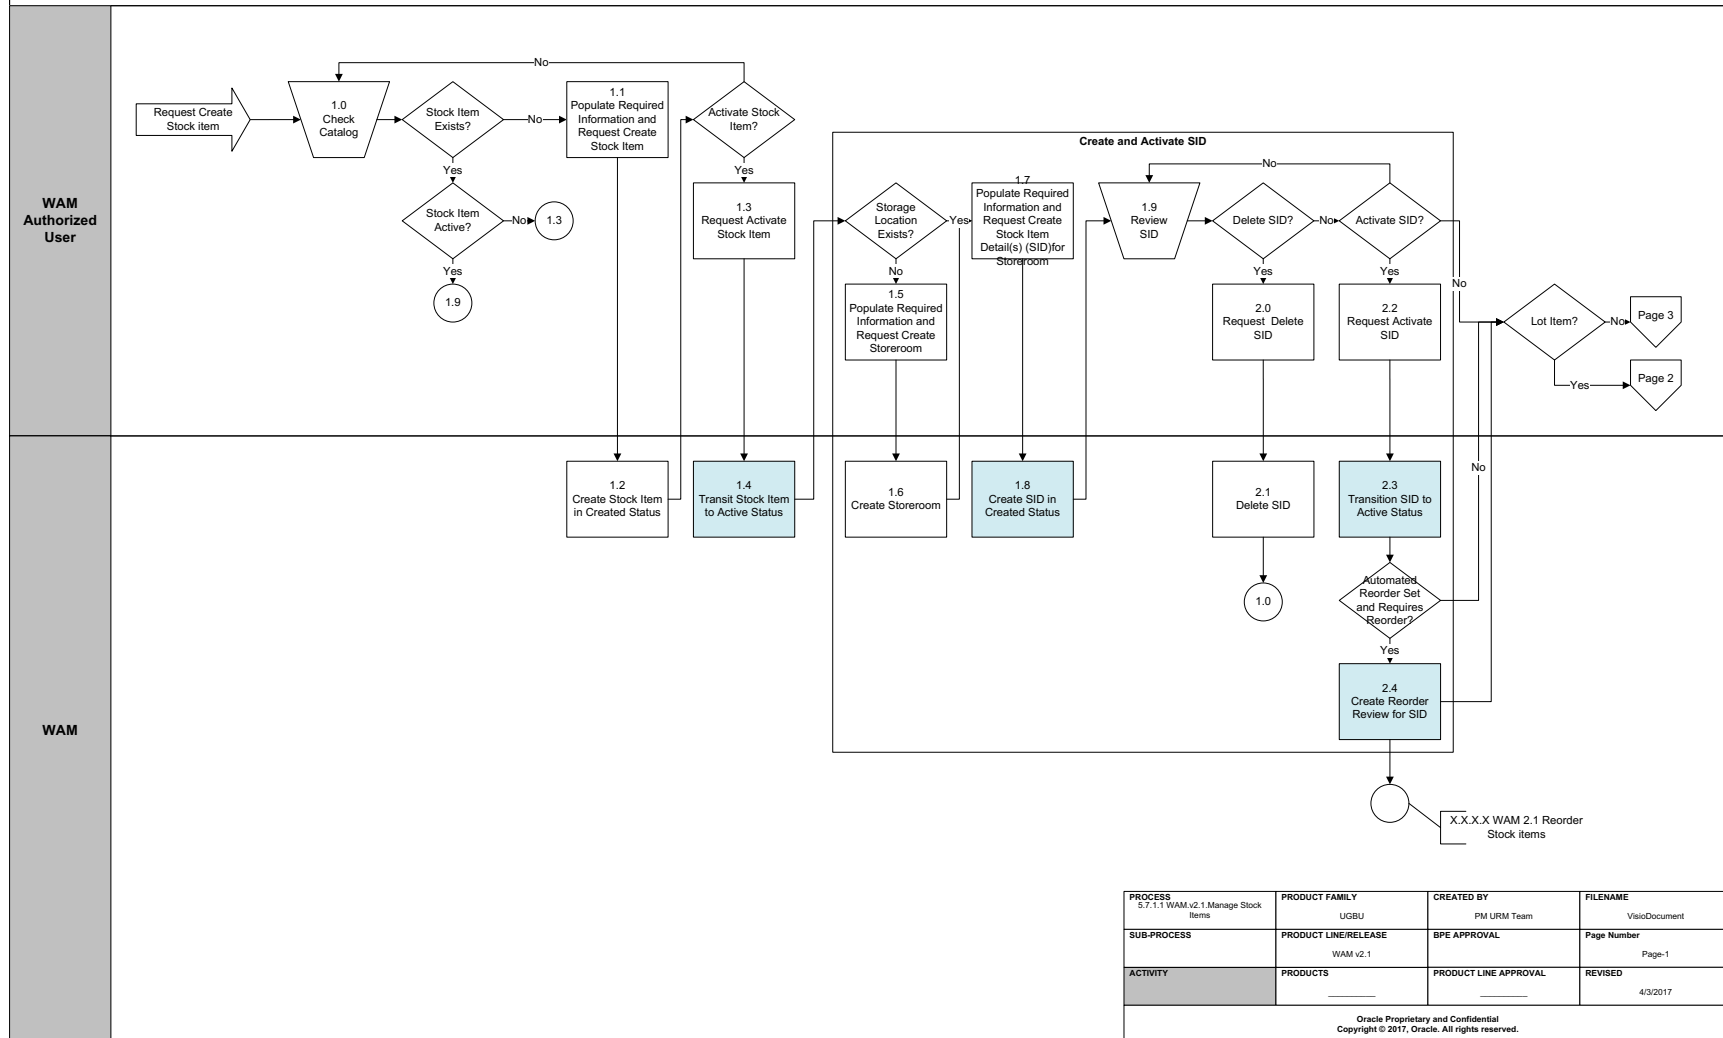 WAM
Authorized
User
Request Create
Stock item
1.0
Check
Catalog
Stock Item
Exists?
No
Yes
Stock Item
Active?
No
1.3
Yes
1.9
1.1
Populate Required
Information and
Request Create
Stock Item
No
Activate Stock
Item?
Yes
1.3
Request Activate
Stock Item
Create and Activate SID
Storage
Location
Exists?
Yes
No
1.5
Populate Required
Information and
Request Create
Storeroom
1.7
Populate Required
Information and
Request Create
Stock Item
Detail(s) (SID)for
Storeroom
1.9
Review
SID
No
Delete SID?
No
Yes
2.0
Request Delete
SID
Activate SID?
Yes
No
2.2
Request Activate
SID
Lot Item?
No
Page 3
Yes
Page 2
WAM
1.2
Create Stock Item
in Created Status
1.4
Transit Stock Item
to Active Status
1.6
Create Storeroom
1.8
Create SID in
Created Status
2.1
Delete SID
1.0
2.3
Transition SID to
Active Status
No
Automated
Reorder Set
and Requires
Reorder?
Yes
2.4
Create Reorder
Review for SID
X.X.X.X WAM 2.1 Reorder
Stock items
PROCESS
5.7.1.1 WAM.v2.1.Manage Stock
Items
PRODUCT FAMILY
UGBU
CREATED BY
PM URM Team
FILENAME
VisioDocument
SUB-PROCESS
PRODUCT LINE/RELEASE
WAM v2.1
BPE APPROVAL
Page Number
Page-1
ACTIVITY
PRODUCTS
__________
PRODUCT LINE APPROVAL
__________
REVISED
4/3/2017
Oracle Proprietary and Confidential
Copyright © 2017, Oracle. All rights reserved.